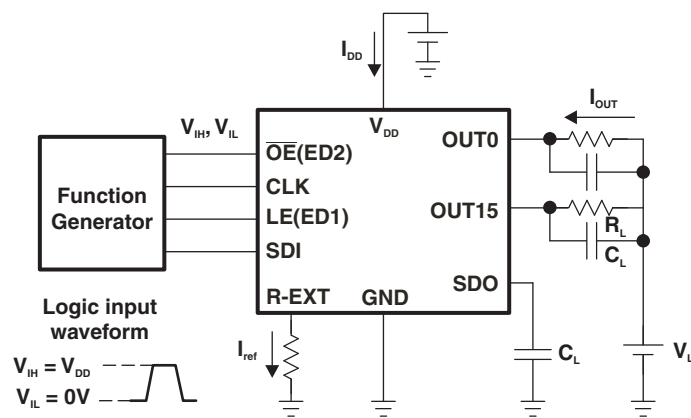 I_DD
V_IH, V_IL
V_DD
I_OUT
Function
Generator
OE(ED2)
CLK
LE(ED1)
SDI
OUT0
OUT15
R_L
C_L
R-EXT
GND
SDO
Logic input
waveform
I_ref
C_L
V_L
V_IH = V_DD
V_IL = 0V